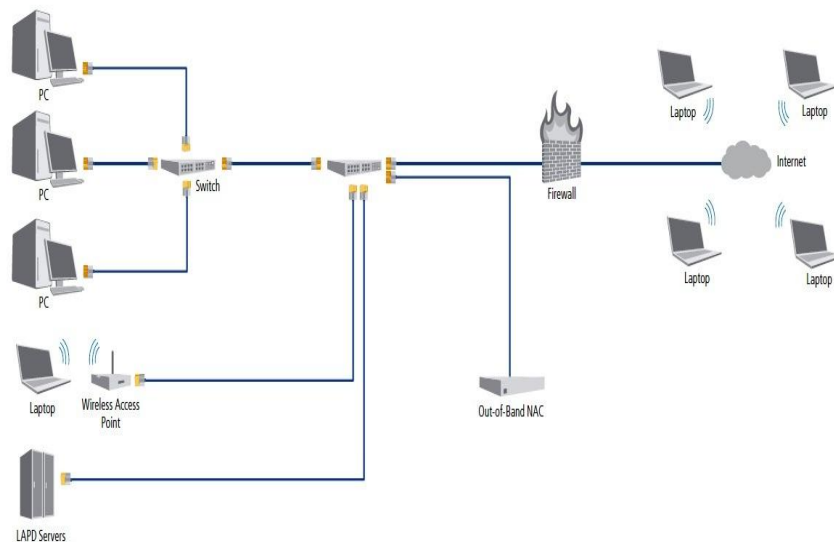 PC
Laptop
Laptop
PC
Switch
Firewall
Internet
PC
Laptop
Laptop
Laptop
Wireless Access
Point
Out-of-Band NAC
LAPD Servers